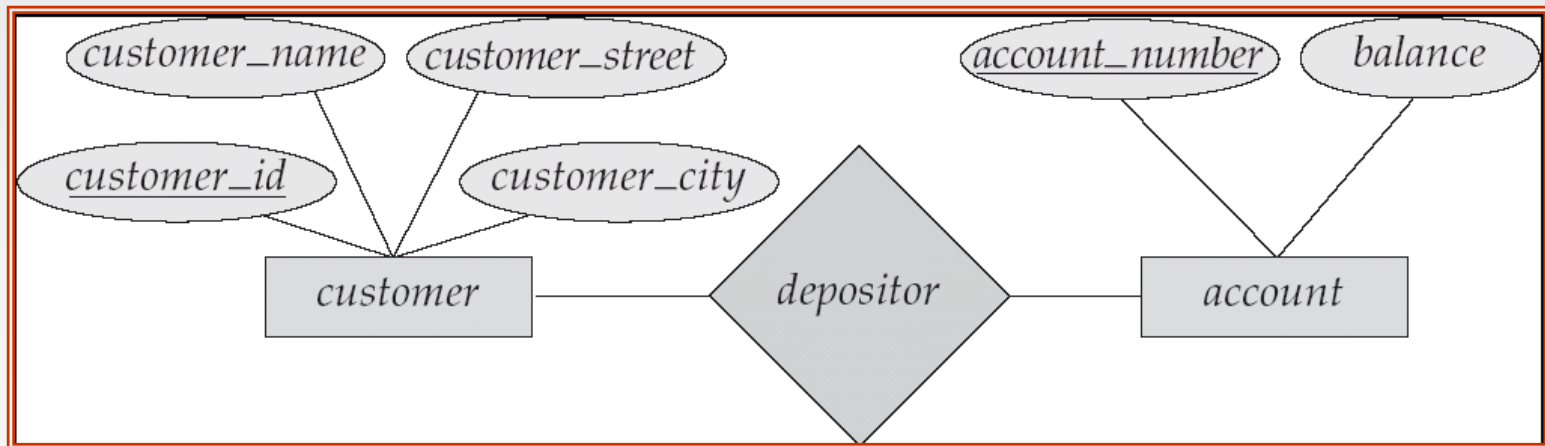 customer_name
customer_street
account_number
balance
customer_id
customer_city
customer
depositor
account